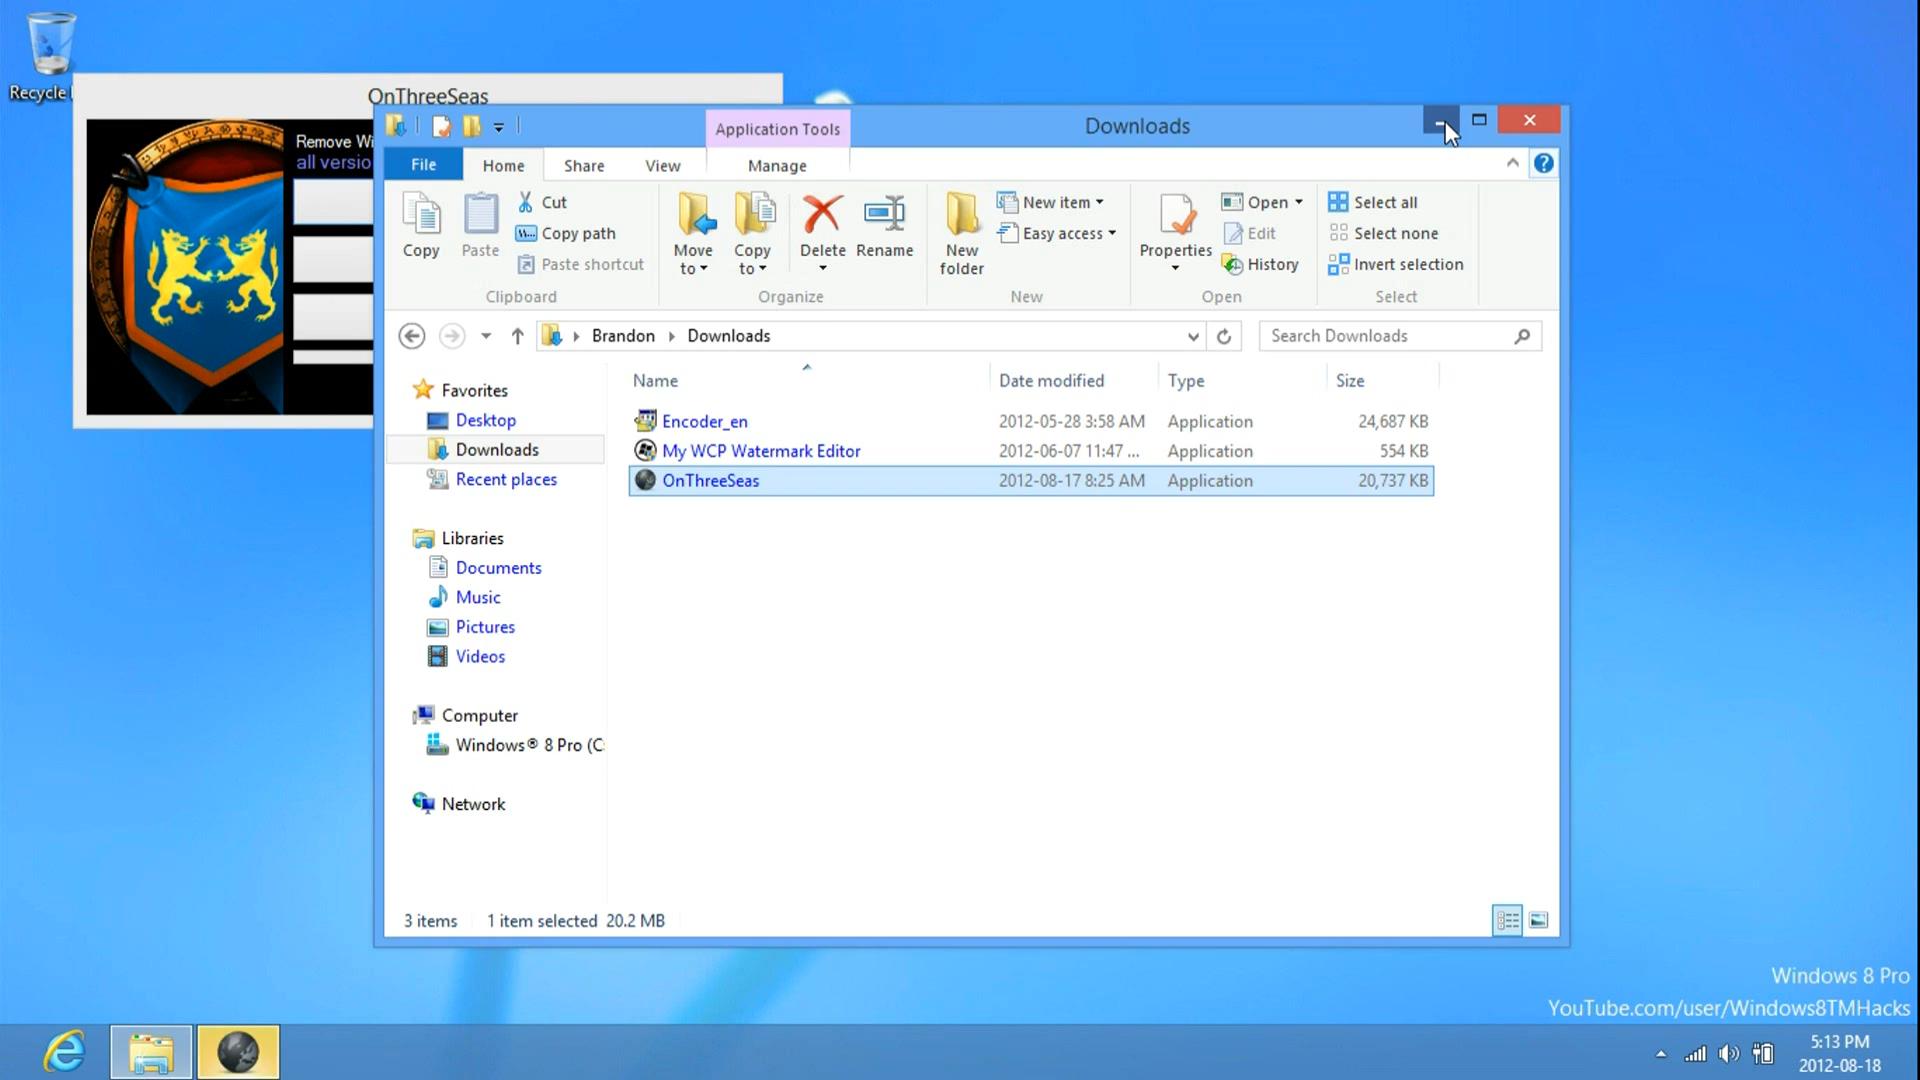 Recycle
OnThreeSeas
Remove Wi
all versio
Application Tools
Downloads
File
Home
Share
View
Manage
Copy
Paste
Cut
Copy path
Paste shortcut
Clipboard
Move to
Copy to
Delete
Rename
Organize
New folder
New item
Easy access
New
Properties
Open
Edit
History
Open
Select all
Select none
Invert selection
Select
Brandon
Downloads
Search Downloads
Favorites
Desktop
Downloads
Recent places
Libraries
Documents
Music
Pictures
Videos
Computer
Windows® 8 Pro (C:
Network
Name Date modified Type Size
Encoder_en 2012-05-28 3:58 AM Application 24,687 KB
My WCP Watermark Editor 2012-06-07 11:47 ... Application 554 KB
OnThreeSeas 2012-08-17 8:25 AM Application 20,737 KB
3 items 1 item selected 20.2 MB
Windows 8 Pro
YouTube.com/user/Windows8TMHacks
5:13 PM
2012-08-18